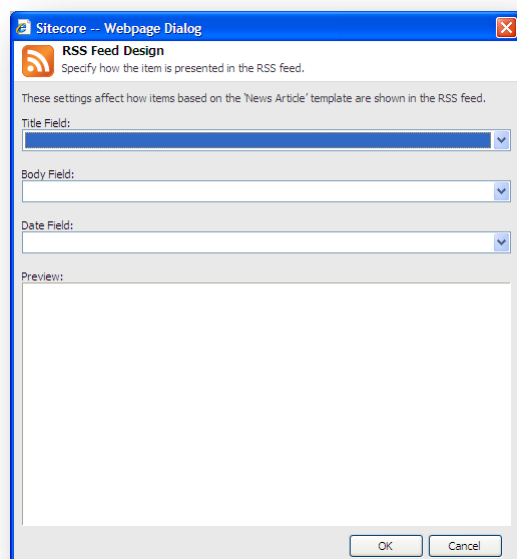 Sitecore -- Webpage Dialog
RSS Feed Design
Specify how the item is presented in the RSS feed.
These settings affect how items based on the 'News Article' template are shown in the RSS feed.
Title Field:
Body Field:
Date Field:
Preview:
OK
Cancel